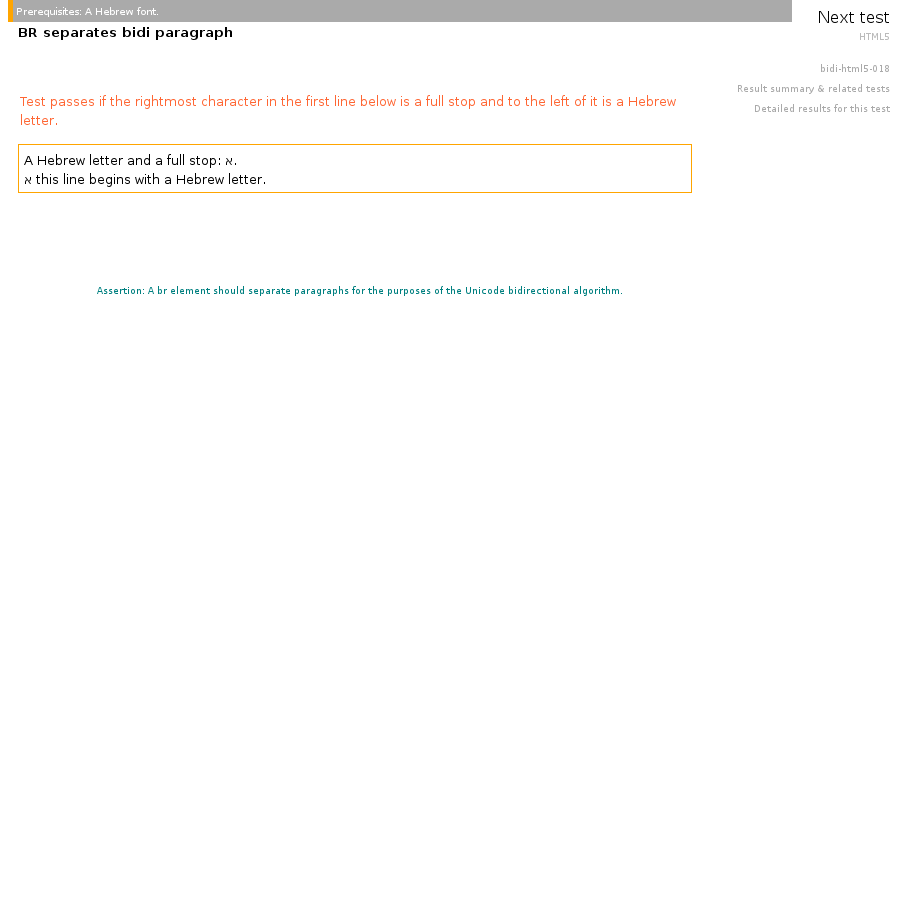 Prerequisites: A Hebrew font.
Next test
BR separates bidi paragraph
HTML5
bidi-html5-018
Result summary & related tests
Detailed results for this test
Test passes if the rightmost character in the first line below is a full stop and to the left of it is a Hebrew
letter.
A Hebrew letter and a full stop: א.
א this line begins with a Hebrew letter.
Assertion: A br element should separate paragraphs for the purposes of the Unicode bidirectional algorithm.